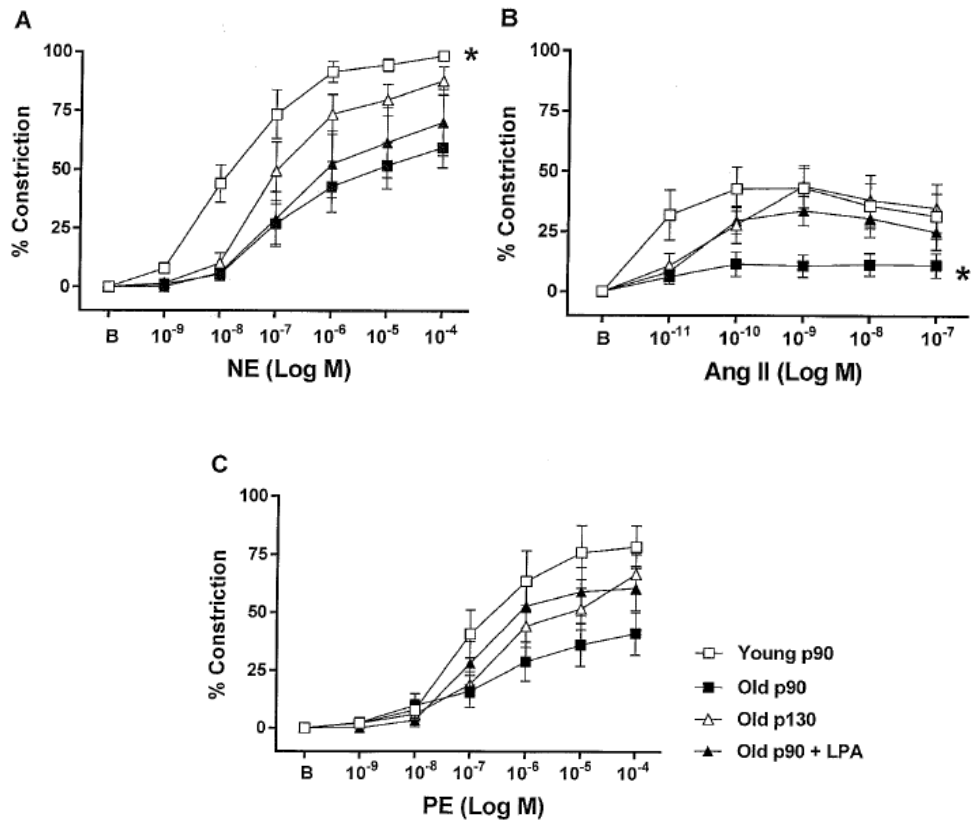 A
100
75
50
25
0
% Constriction
*
B 10-9 10-8 10-7 10-6 10-5 10-4
NE (Log M)
B
100
75
50
25
0
% Constriction
*
B 10-11 10-10 10-9 10-8 10-7
Ang II (Log M)
C
100
75
50
25
0
% Constriction
B 10-9 10-8 10-7 10-6 10-5 10-4
PE (Log M)
Young p90
Old p90
Old p130
Old p90 + LPA